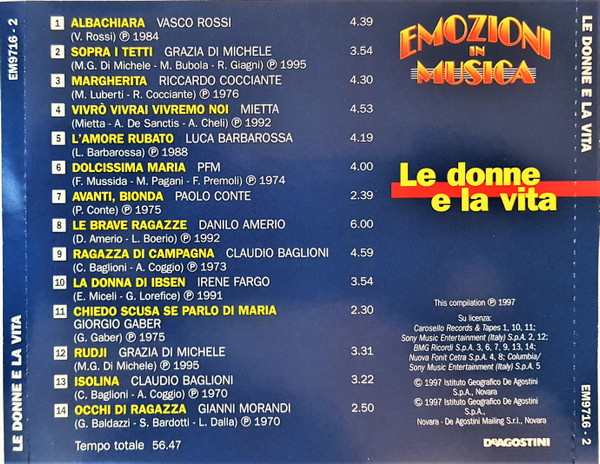 EM9716 - 2
LE DONNE E LA VITA
1 ALBACHIARA VASCO ROSSI 4.39
(V. Rossi) ℗ 1984
2 SOPRA I TETTI GRAZIA DI MICHELE 3.54
(M.G. Di Michele - M. Bubola - R. Giagni) ℗ 1995
3 MARGHERITA RICCARDO COCCIANTE 4.30
(M. Luberti - R. Cocciante) ℗ 1976
4 VIVRÒ VIVRAI VIVREMO NOI MIETTA 4.53
(Mietta - A. De Sanctis - A. Cheli) ℗ 1992
5 L'AMORE RUBATO LUCA BARBAROSSA 4.19
(L. Barbarossa) ℗ 1988
6 DOLCISSIMA MARIA PFM 4.00
(F. Mussida - M. Pagani - F. Premoli) ℗ 1974
7 AVANTI, BIONDA PAOLO CONTE 2.39
(P. Conte) ℗ 1975
8 LE BRAVE RAGAZZE DANILO AMERIO 6.00
(D. Amerio - L. Boerio) ℗ 1992
9 RAGAZZA DI CAMPAGNA CLAUDIO BAGLIONI 4.59
(C. Baglioni - A. Coggio) ℗ 1973
10 LA DONNA DI IBSEN IRENE FARGO 3.54
(E. Miceli - G. Lorefice) ℗ 1991
11 CHIEDO SCUSA SE PARLO DI MARIA 2.30
GIORGIO GABER
(G. Gaber) ℗ 1975
12 RUDJI GRAZIA DI MICHELE 3.31
(M.G. Di Michele) ℗ 1995
13 ISOLINA CLAUDIO BAGLIONI 3.22
(C. Baglioni - A. Coggio) ℗ 1970
14 OCCHI DI RAGAZZA GIANNI MORANDI 2.50
(G. Baldazzi - S. Bardotti - L. Dalla) ℗ 1970
Tempo totale 56.47
EMOZIONI
IN
MUSICA
Le donne
e la vita
This compilation ℗ 1997
Su licenza:
Carosello Records & Tapes 1, 10, 11;
Sony Music Entertainment (Italy) S.p.A. 2, 12;
BMG Ricordi S.p.A. 3, 6, 7, 9, 13, 14;
Nuova Fonit Cetra S.p.A. 4, 8; Columbia/
Sony Music Entertainment (Italy) S.p.A. 5
℗ 1997 Istituto Geografico De Agostini
S.p.A., Novara
© 1997 Istituto Geografico De Agostini
S.p.A.,
Novara - De Agostini Mailing S.r.l., Novara
DEAGOSTINI
LE DONNE E LA VITA
EM9716 - 2